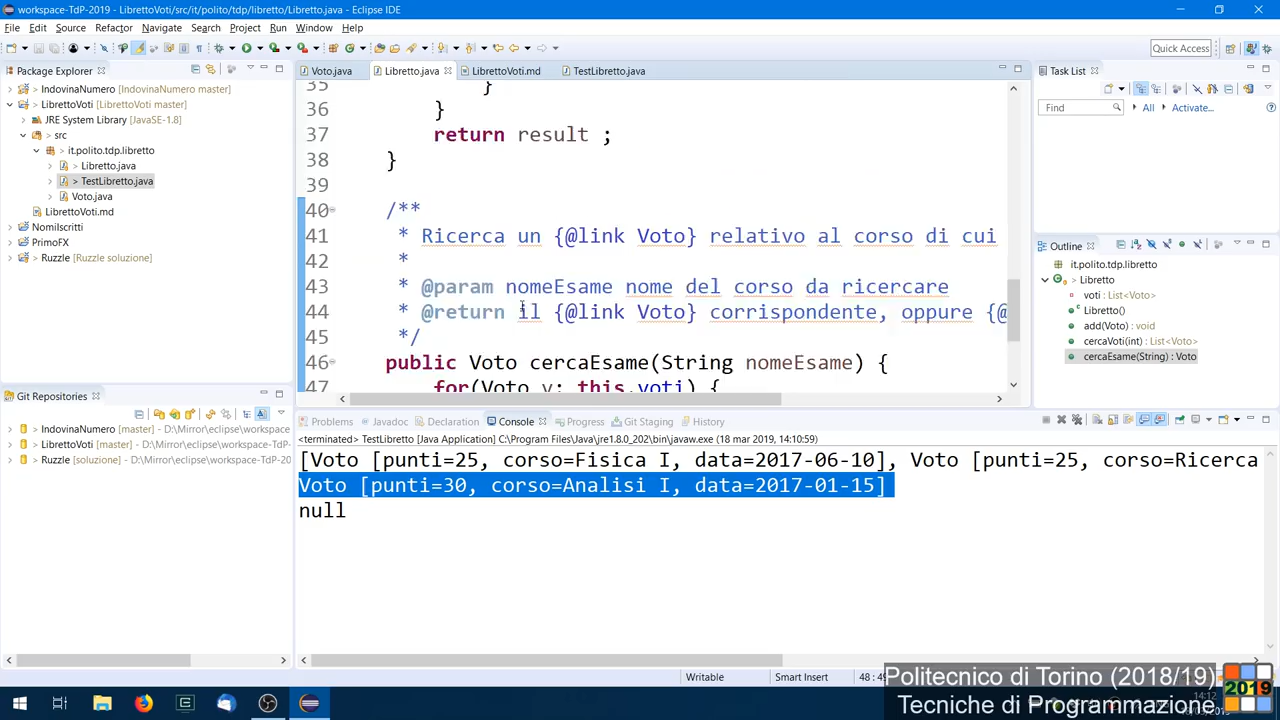 workspace-TdP-2019 - LibrettoVoti/src/it/polito/tdp/libretto/Libretto.java - Eclipse IDE
File Edit Source Refactor Navigate Search Project Run Window Help
Quick Access
Package Explorer
> IndovinaNumero [IndovinaNumero master]
> LibrettoVoti [LibrettoVoti master]
JRE System Library [JavaSE-1.8]
> src
> it.polito.tdp.libretto
> Libretto.java
> TestLibretto.java
Voto.java
LibrettoVoti.md
NomiIscritti
PrimoFX
> Ruzzle [Ruzzle soluzione]
Git Repositories
> IndovinaNumero [master] - D:\Mirror\eclipse\workspace
> LibrettoVoti [master] - D:\Mirror\eclipse\workspace-TdP-
> Ruzzle [soluzione] - D:\Mirror\eclipse\workspace-TdP-20
Voto.java Libretto.java LibrettoVoti.md TestLibretto.java
35 }
36 }
37 return result ;
38 }
39
40 /**
41 * Ricerca un {@link Voto} relativo al corso di cui
42 *
43 * @param nomeEsame nome del corso da ricercare
44 * @return il {@link Voto} corrispondente, oppure {@
45 */
46 public Voto cercaEsame(String nomeEsame) {
47 for(Voto v: this.voti) {
Problems Javadoc Declaration Console Progress Git Staging History
<terminated> TestLibretto [Java Application] C:\Program Files\Java\jre1.8.0_202\bin\javaw.exe (18 mar 2019, 14:10:59)
[Voto [punti=25, corso=Fisica I, data=2017-06-10], Voto [punti=25, corso=Ricerca
Voto [punti=30, corso=Analisi I, data=2017-01-15]
null
Task List
Find All Activate...
Outline
it.polito.tdp.libretto
Libretto
voti : List<Voto>
Libretto()
add(Voto) : void
cercaVoti(int) : List<Voto>
cercaEsame(String) : Voto
Writable Smart Insert
Politecnico di Torino (2018/19)
Tecniche di Programmazione
2019
14:12